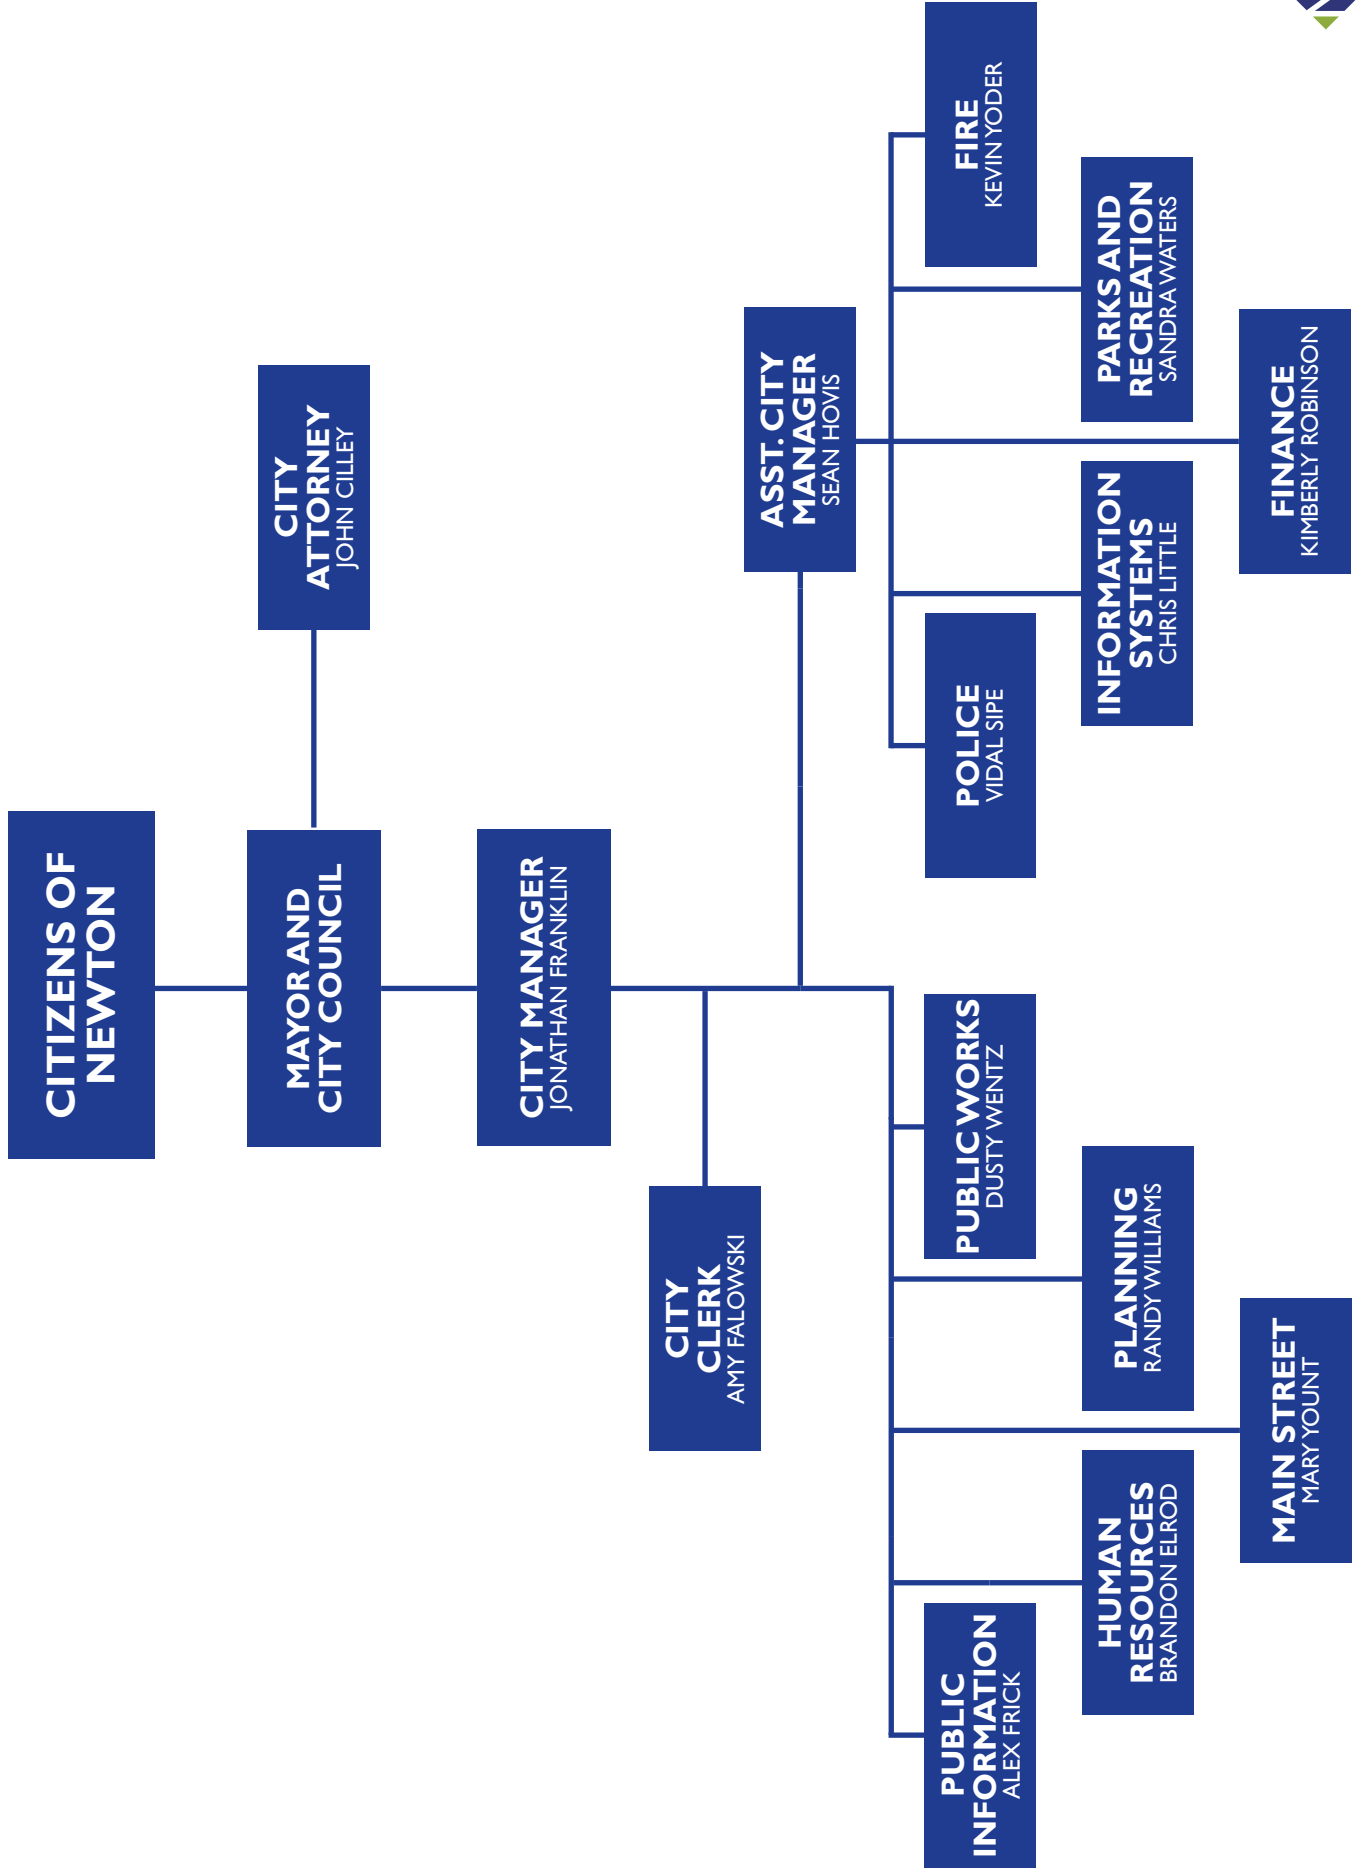 CITIZENS OF
NEWTON
MAYOR AND
CITY COUNCIL
CITY
ATTORNEY
JOHN CILLEY
CITY MANAGER
JONATHAN FRANKLIN
CITY
CLERK
AMY FALOWSKI
ASST. CITY
MANAGER
SEAN HOVIS
PUBLIC
INFORMATION
ALEX FRICK
HUMAN
RESOURCES
BRANDON ELROD
MAIN STREET
MARY YOUNT
PLANNING
RANDY WILLIAMS
PUBLIC WORKS
DUSTY WENTZ
POLICE
VIDAL SIPE
INFORMATION
SYSTEMS
CHRIS LITTLE
FINANCE
KIMBERLY ROBINSON
PARKS AND
RECREATION
SANDRA WATERS
FIRE
KEVIN YODER